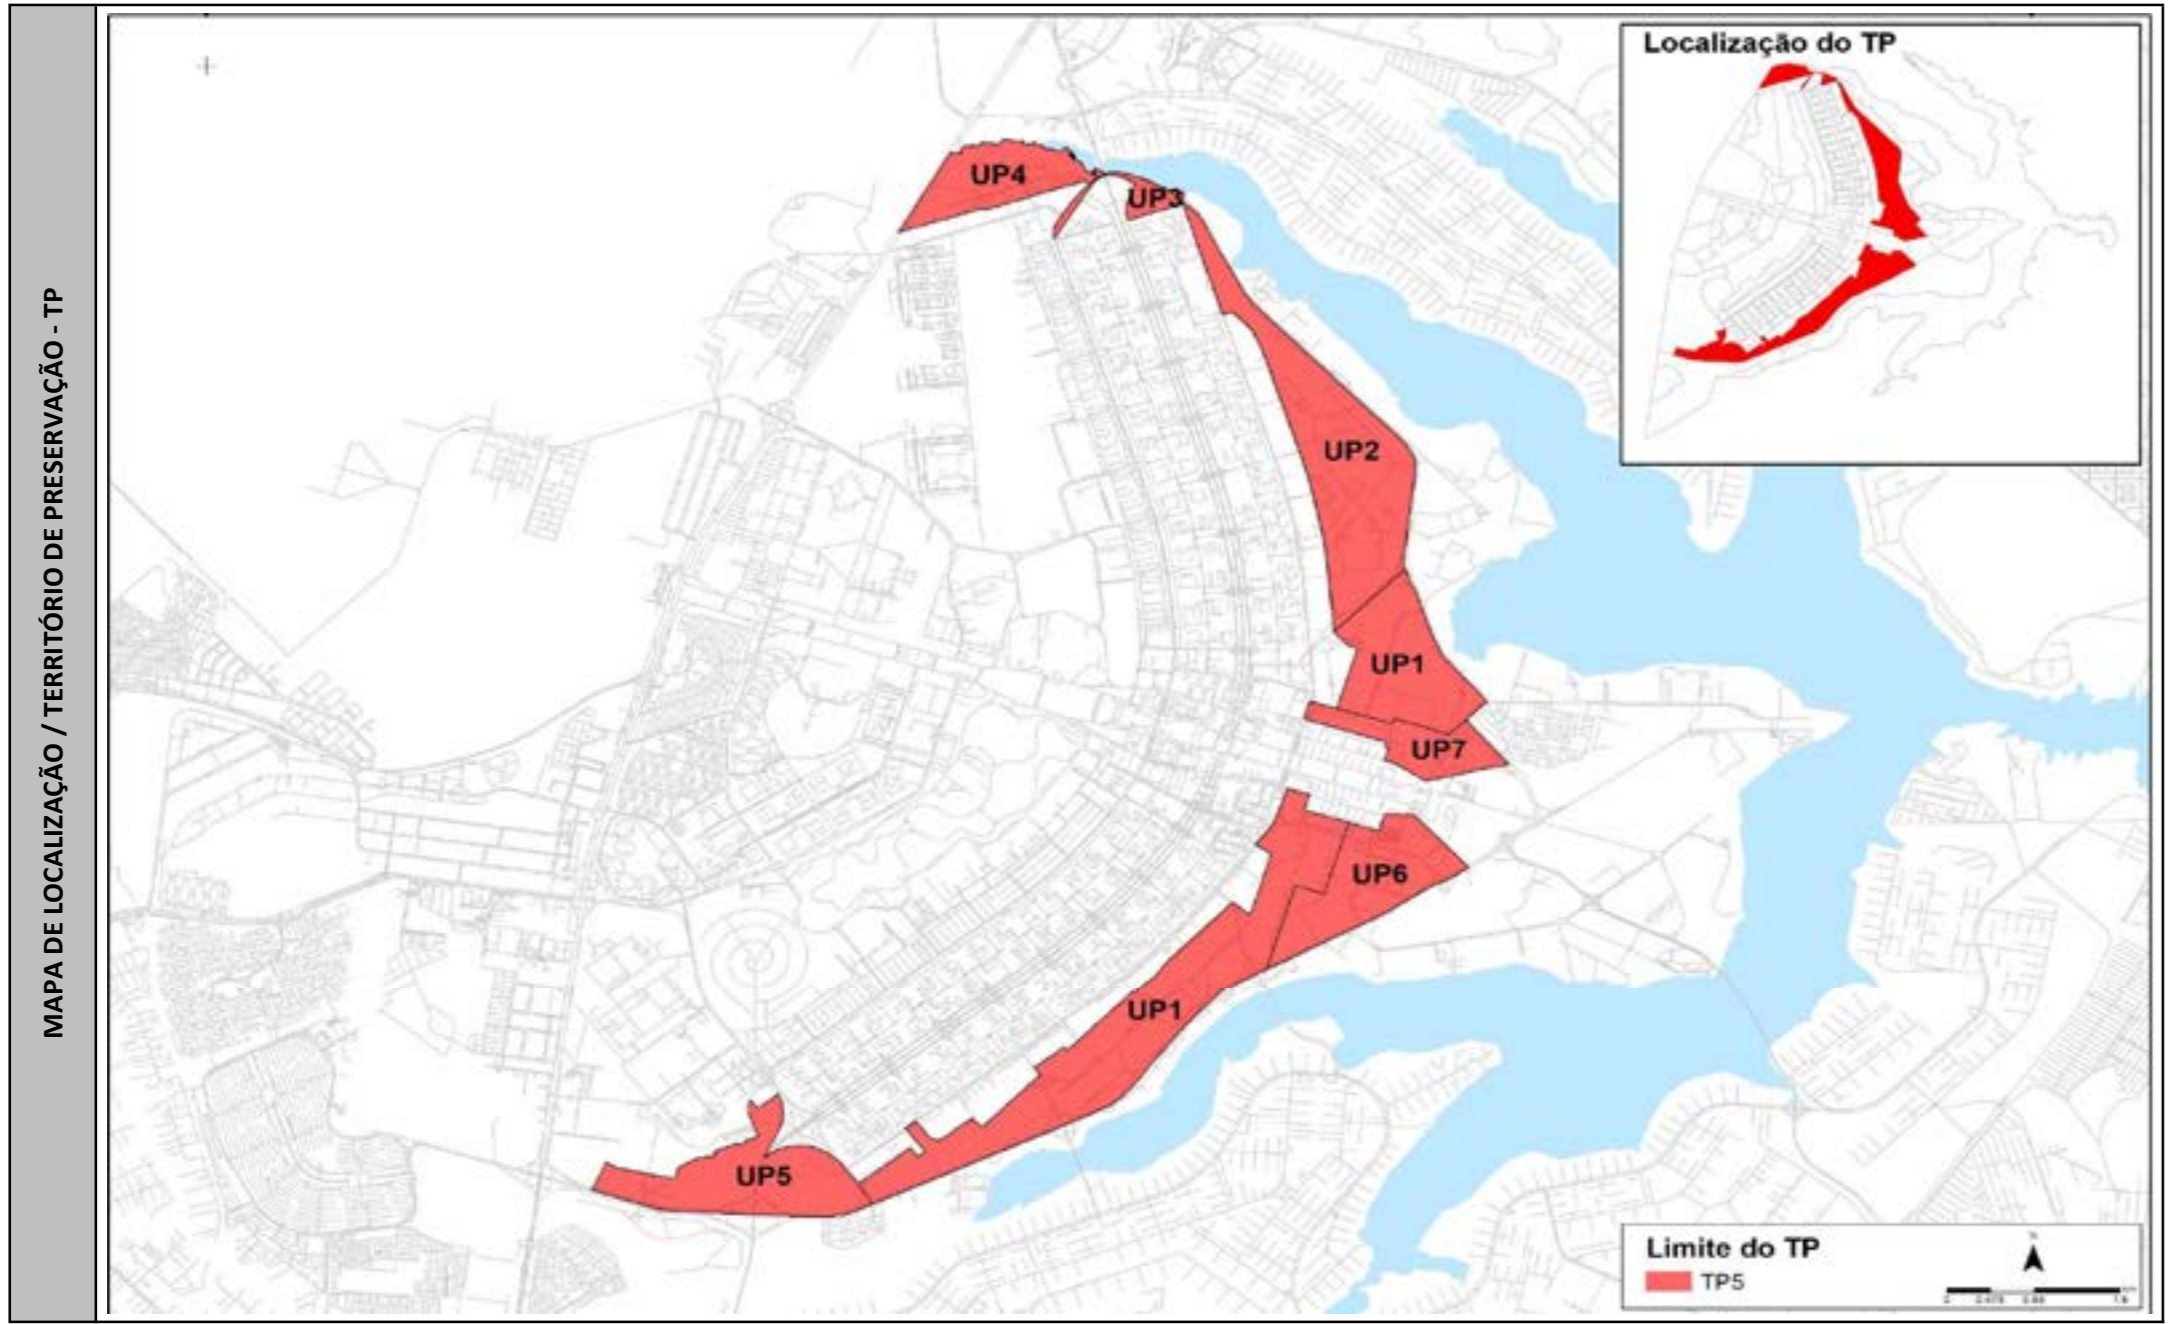 MAPA DE LOCALIZAÇÃO / TERRITÓRIO DE PRESERVAÇÃO - TP
Localização do TP
UP4
UP3
UP2
UP1
UP7
UP6
UP1
UP5
Limite do TP
TP5